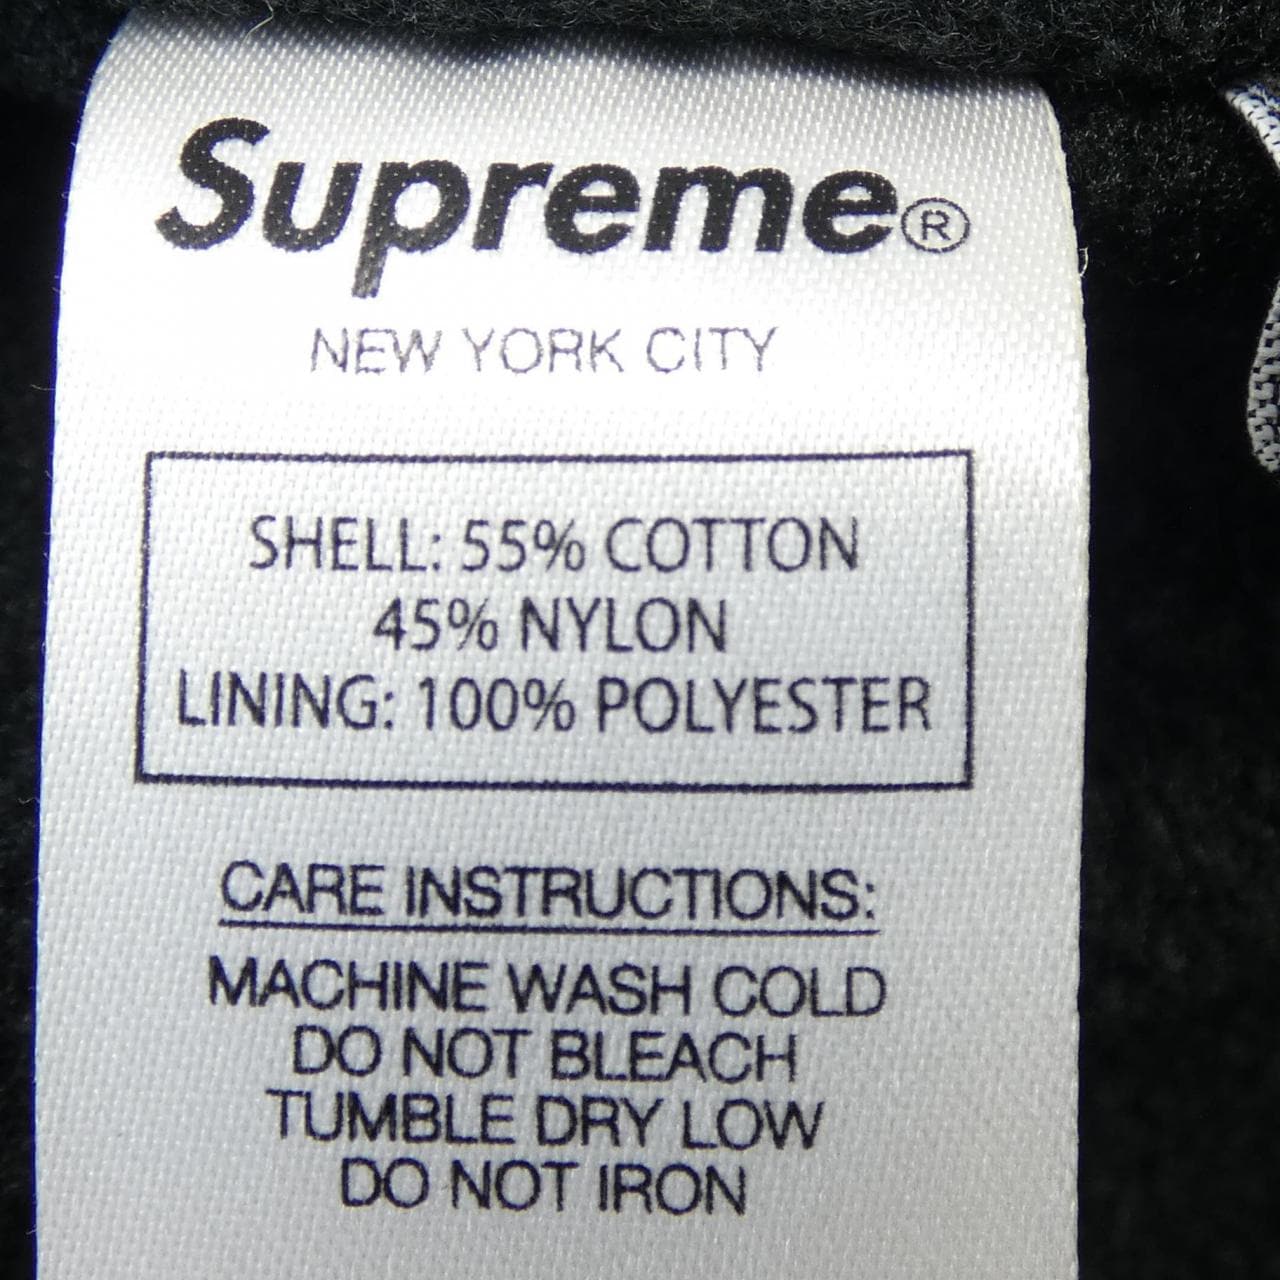 Supreme®
NEW YORK CITY
SHELL: 55% COTTON
45% NYLON
LINING: 100% POLYESTER
CARE INSTRUCTIONS:
MACHINE WASH COLD
DO NOT BLEACH
TUMBLE DRY LOW
DO NOT IRON